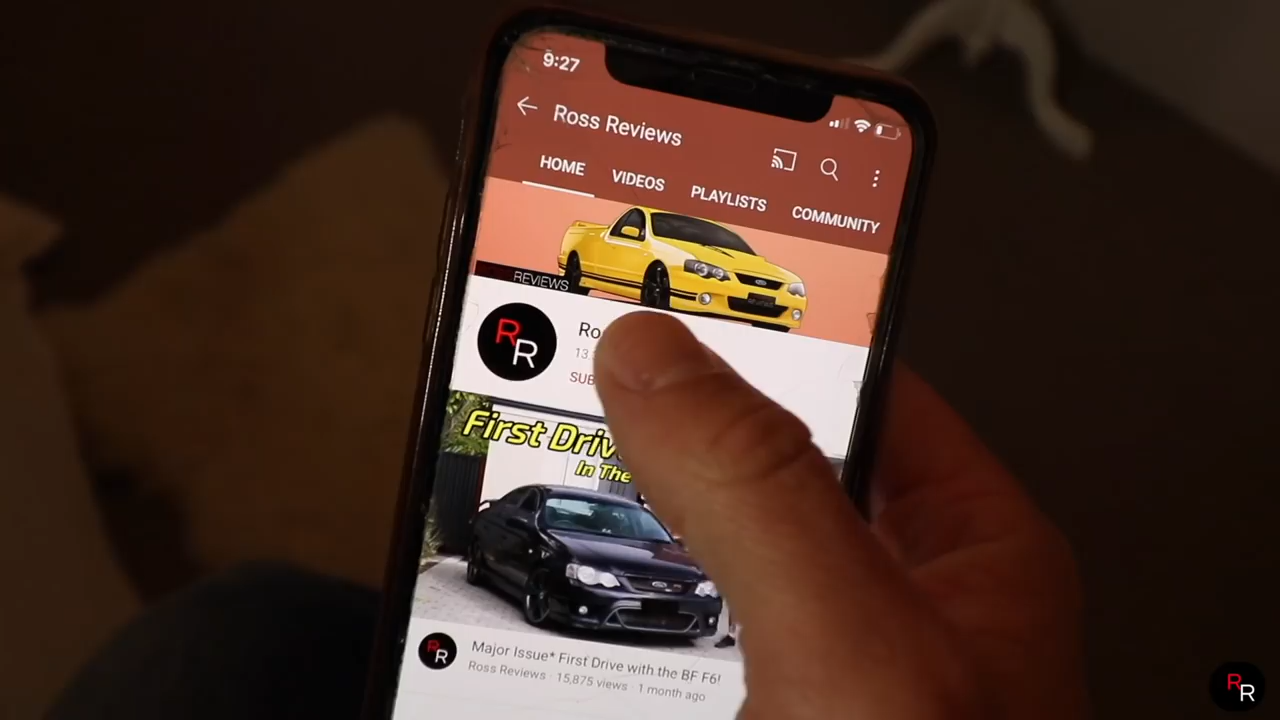 9:27
Ross Reviews
HOME VIDEOS PLAYLISTS COMMUNITY
REVIEWS
RR
First
In The
RR
Major Issue* First Drive with the BF F6!
Ross Reviews · 15,875 views · 1 month ago
RR